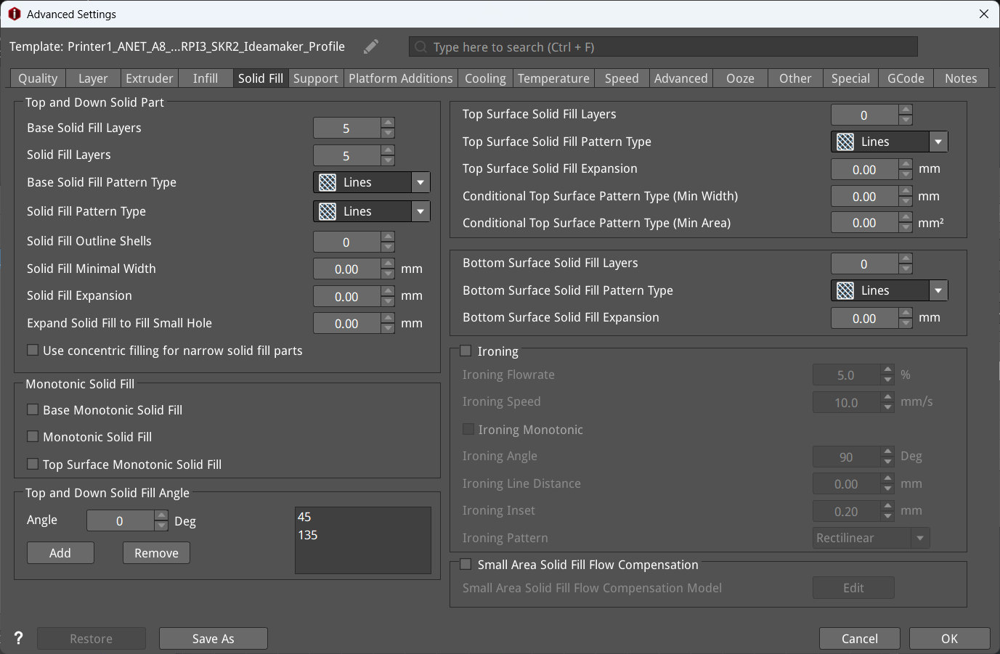 Advanced Settings
Template: Printer1_ANET_A8_...RPI3_SKR2_Ideamaker_Profile
Type here to search (Ctrl + F)
Quality Layer Extruder Infill Solid Fill Support Platform Additions Cooling Temperature Speed Advanced Ooze Other Special GCode Notes
Top and Down Solid Part
Base Solid Fill Layers 5
Solid Fill Layers 5
Base Solid Fill Pattern Type Lines
Solid Fill Pattern Type Lines
Solid Fill Outline Shells 0
Solid Fill Minimal Width 0.00 mm
Solid Fill Expansion 0.00 mm
Expand Solid Fill to Fill Small Hole 0.00 mm
Use concentric filling for narrow solid fill parts
Monotonic Solid Fill
Base Monotonic Solid Fill
Monotonic Solid Fill
Top Surface Monotonic Solid Fill
Top and Down Solid Fill Angle
Angle 0 Deg
45
135
Add Remove
Top Surface Solid Fill Layers 0
Top Surface Solid Fill Pattern Type Lines
Top Surface Solid Fill Expansion 0.00 mm
Conditional Top Surface Pattern Type (Min Width) 0.00 mm
Conditional Top Surface Pattern Type (Min Area) 0.00 mm²
Bottom Surface Solid Fill Layers 0
Bottom Surface Solid Fill Pattern Type Lines
Bottom Surface Solid Fill Expansion 0.00 mm
Ironing
Ironing Flowrate 5.0 %
Ironing Speed 10.0 mm/s
Ironing Monotonic
Ironing Angle 90 Deg
Ironing Line Distance 0.00 mm
Ironing Inset 0.20 mm
Ironing Pattern Rectilinear
Small Area Solid Fill Flow Compensation
Small Area Solid Fill Flow Compensation Model Edit
? Restore Save As Cancel OK